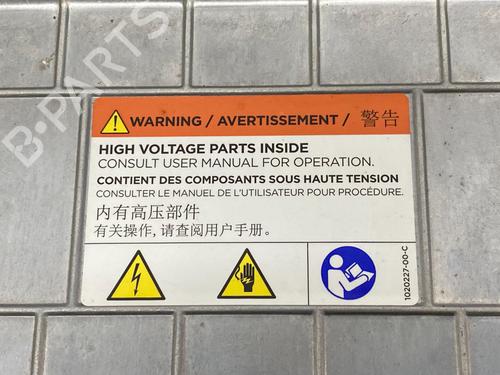 B-PARTS
WARNING / AVERTISSEMENT / 警告
HIGH VOLTAGE PARTS INSIDE
CONSULT USER MANUAL FOR OPERATION.
CONTIENT DES COMPOSANTS SOUS HAUTE TENSION
CONSULTER LE MANUEL DE L'UTILISATEUR POUR PROCÉDURE.
内有高压部件
有关操作,请查阅用户手册。
1020227-00-C